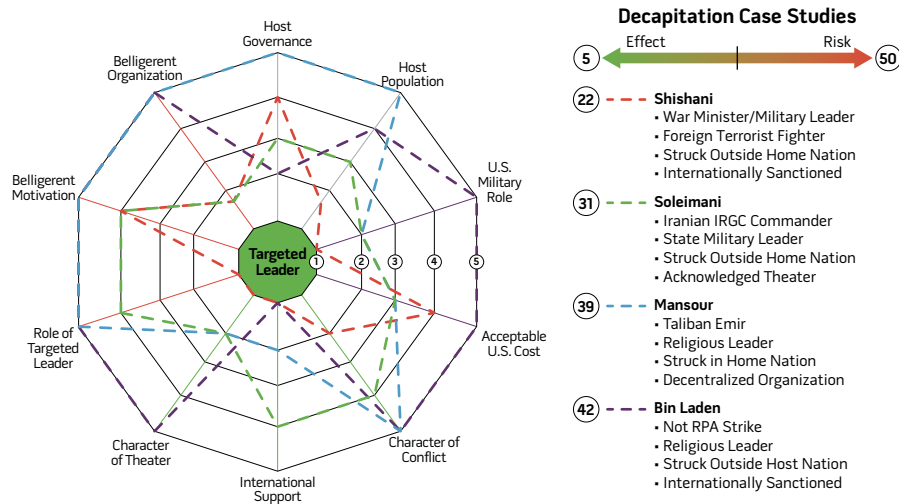 Host
Governance
Belligerent
Organization
Host
Population
Belligerent
Motivation
U.S.
Military
Role
Targeted
Leader
1
2
3
4
5
Role of
Targeted
Leader
Acceptable
U.S. Cost
Character
of Theater
Character of
Conflict
International
Support
Decapitation Case Studies
Effect Risk
5 50
22 Shishani
▪ War Minister/Military Leader
▪ Foreign Terrorist Fighter
▪ Struck Outside Home Nation
▪ Internationally Sanctioned
31 Soleimani
▪ Iranian IRGC Commander
▪ State Military Leader
▪ Struck Outside Home Nation
▪ Acknowledged Theater
39 Mansour
▪ Taliban Emir
▪ Religious Leader
▪ Struck in Home Nation
▪ Decentralized Organization
42 Bin Laden
▪ Not RPA Strike
▪ Religious Leader
▪ Struck Outside Host Nation
▪ Internationally Sanctioned